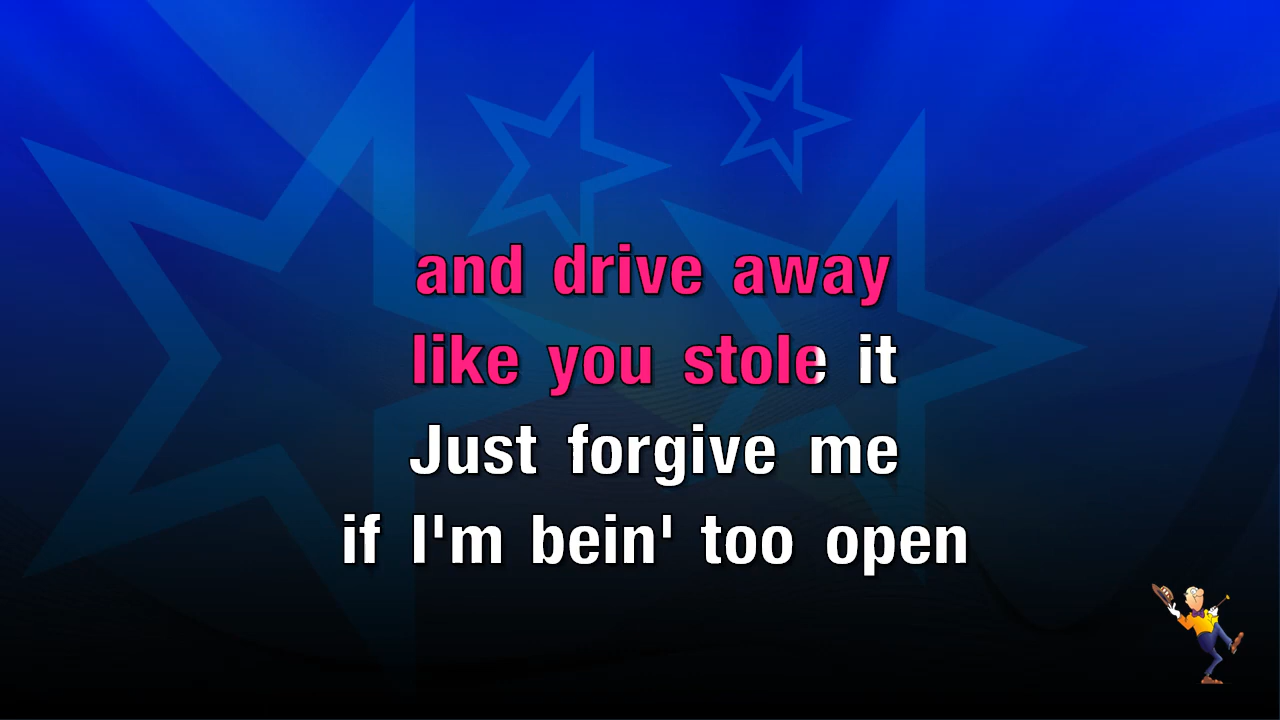 and drive away
like you stole it
Just forgive me
if I'm bein' too open